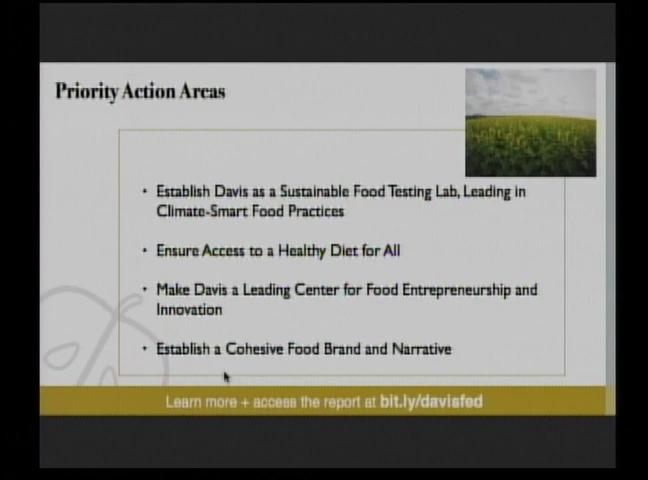 Priority Action Areas
• Establish Davis as a Sustainable Food Testing Lab, Leading in
Climate-Smart Food Practices
• Ensure Access to a Healthy Diet for All
• Make Davis a Leading Center for Food Entrepreneurship and
Innovation
• Establish a Cohesive Food Brand and Narrative
Learn more + access the report at bit.ly/davisfed